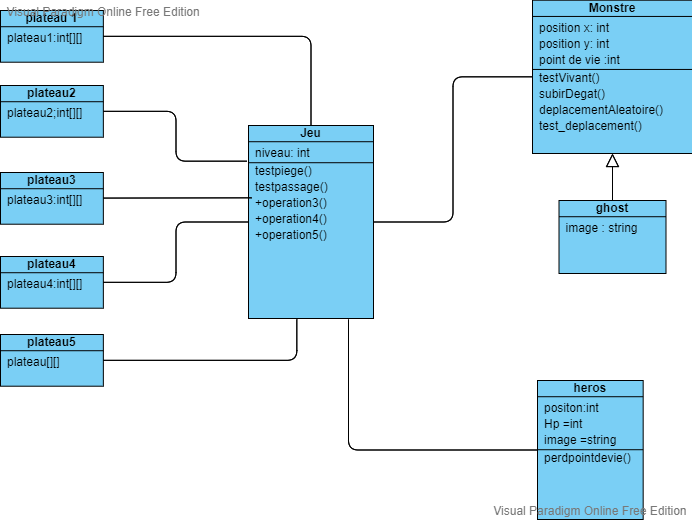 Visual Paradigm Online Free Edition
plateau 1
plateau1:int[][]
plateau2
plateau2;int[][]
plateau3
plateau3:int[][]
plateau4
plateau4:int[][]
plateau5
plateau[][]
Jeu
niveau: int
testpiege()
testpassage()
+operation3()
+operation4()
+operation5()
Monstre
position x: int
position y: int
point de vie :int
testVivant()
subirDegat()
deplacementAleatoire()
test_deplacement()
ghost
image : string
heros
positon:int
Hp =int
image =string
perdpointdevie()
Visual Paradigm Online Free Edition